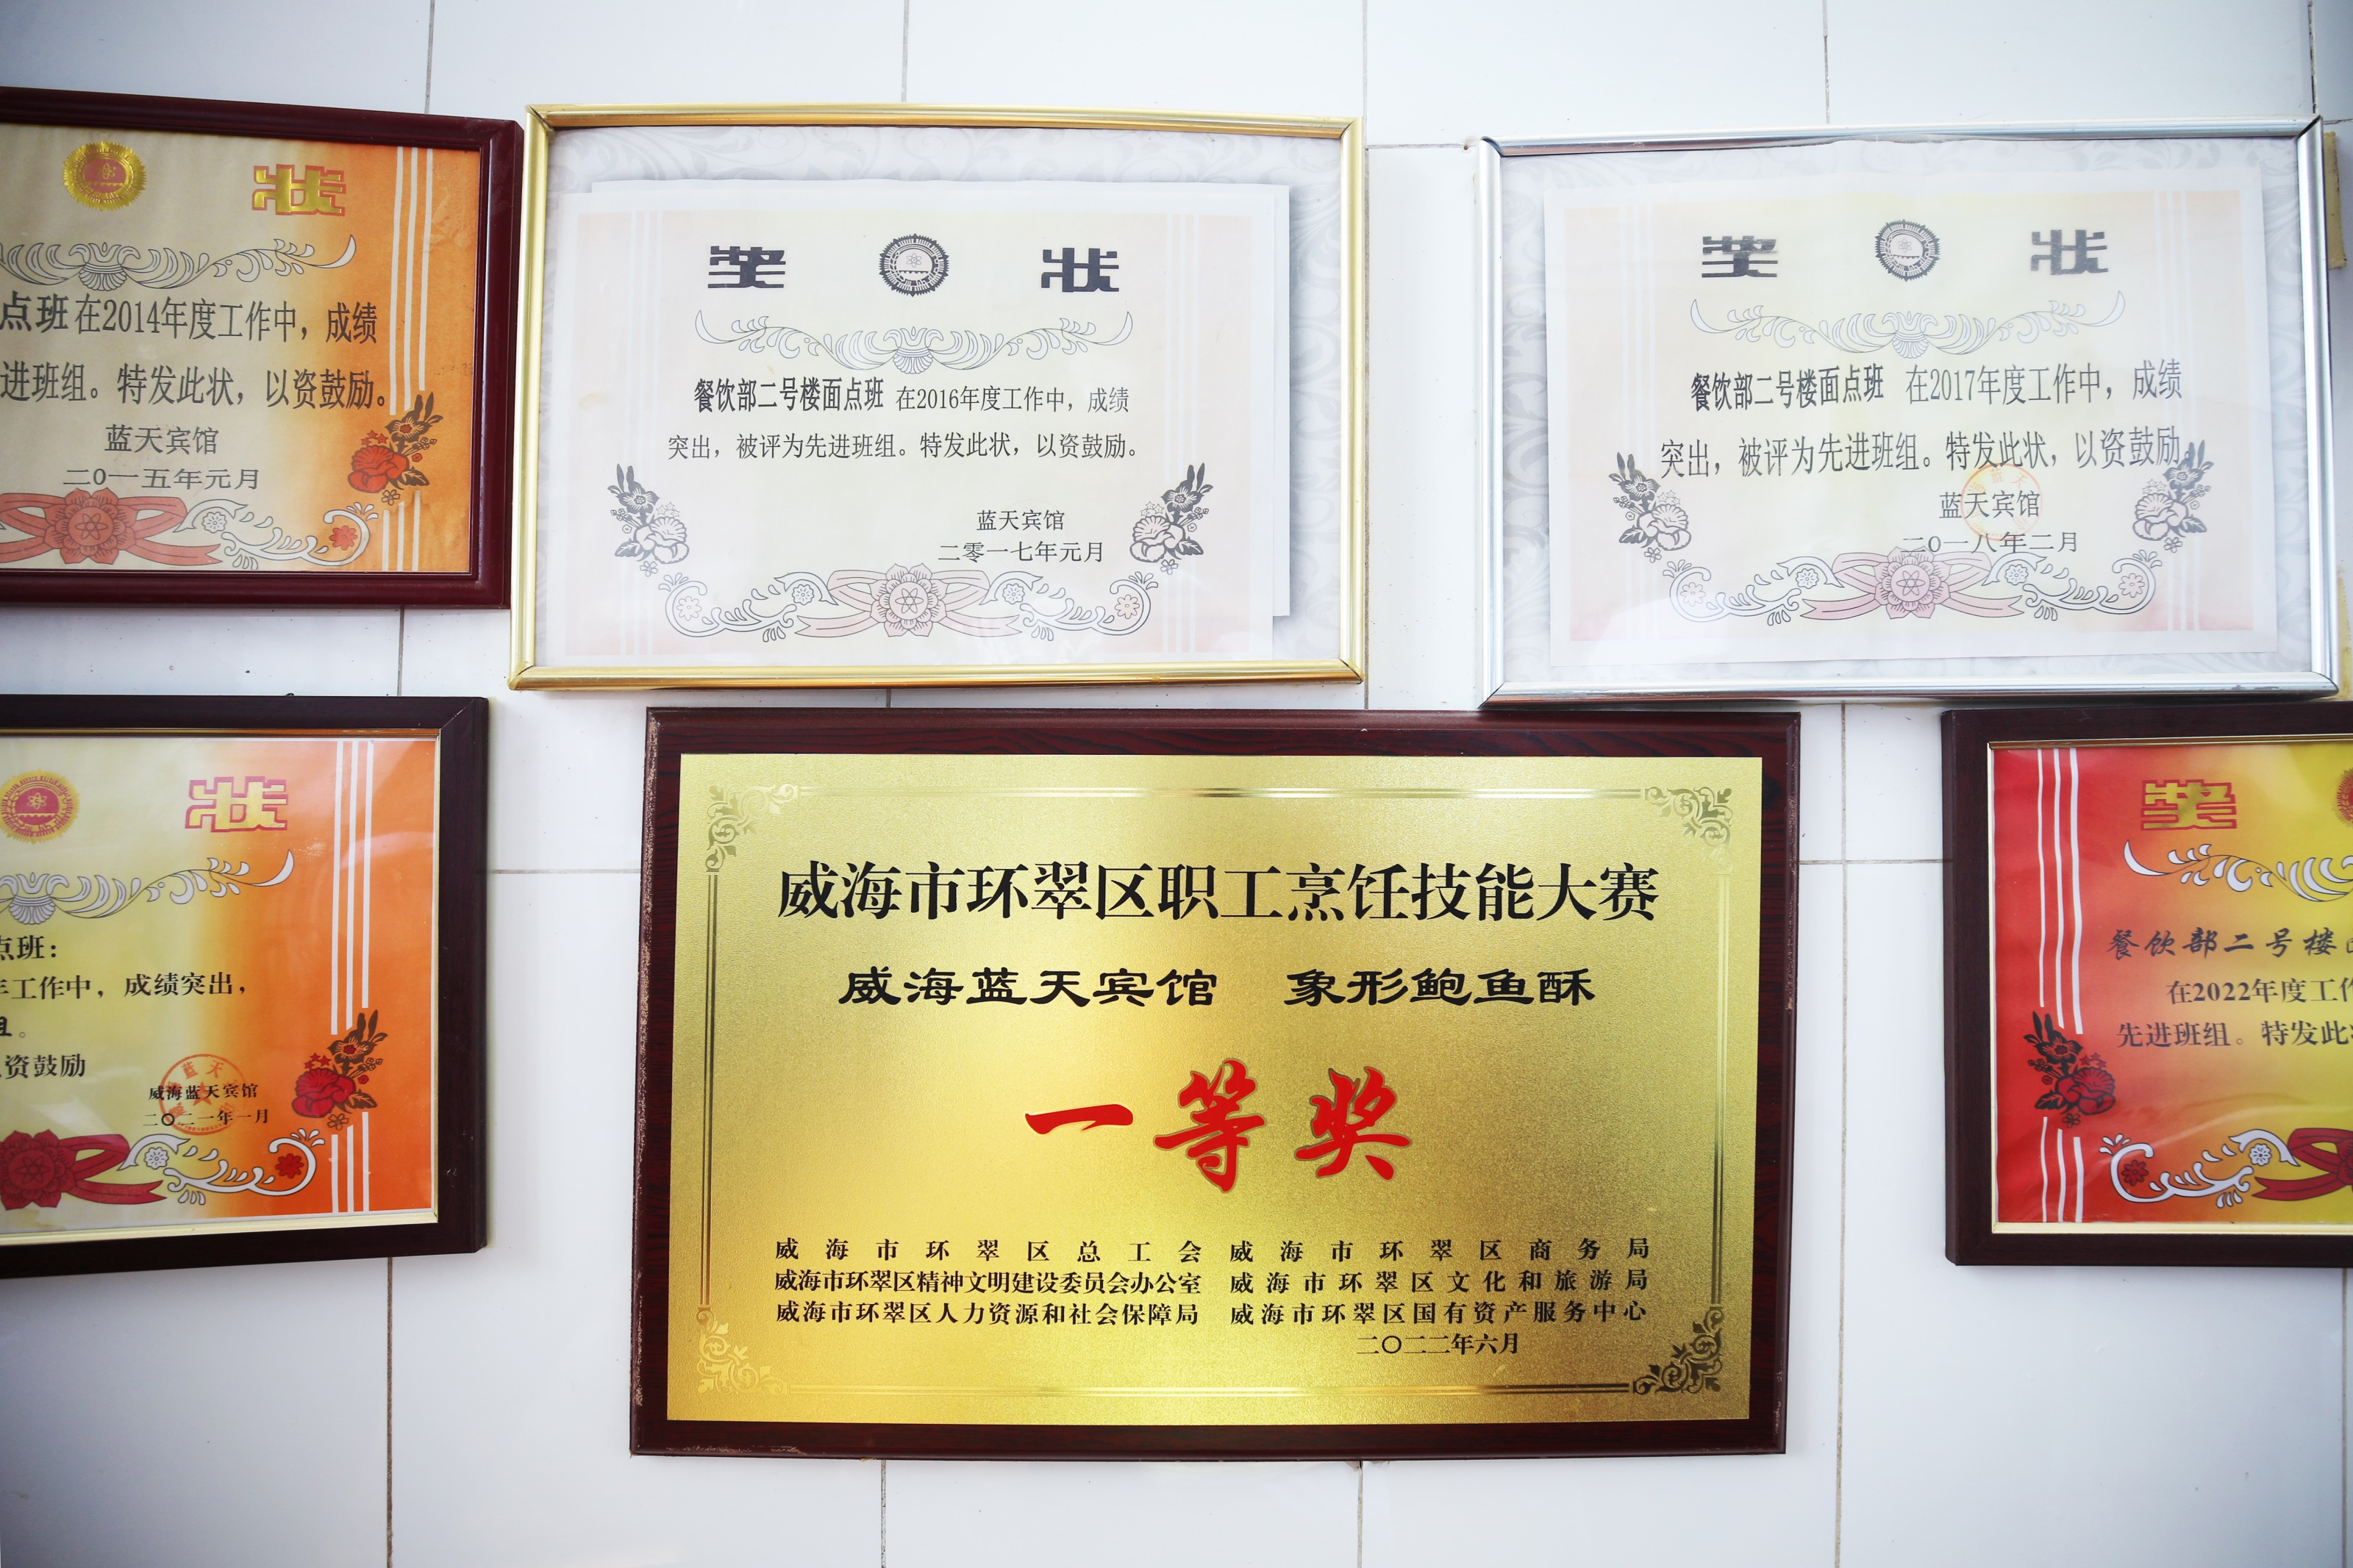 状
点班在2014年度工作中，成绩
进班组。特发此状，以资鼓励。
蓝天宾馆
二0一五年元月
奖 状
餐饮部二号楼面点班 在2016年度工作中，成绩
突出，被评为先进班组。特发此状，以资鼓励。
蓝天宾馆
二零一七年元月
奖 状
餐饮部二号楼面点班 在2017年度工作中，成绩
突出，被评为先进班组。特发此状，以资鼓励
蓝天宾馆
二0一八年二月
状
点班：
工作中，成绩突出，
。
资鼓励
威海蓝天宾馆
二〇二一年一月
威海市环翠区职工烹饪技能大赛
威海蓝天宾馆 象形鲍鱼酥
一等奖
威海市环翠区总工会 威海市环翠区商务局
威海市环翠区精神文明建设委员会办公室 威海市环翠区文化和旅游局
威海市环翠区人力资源和社会保障局 威海市环翠区国有资产服务中心
二〇二二年六月
奖
餐饮部二号楼
在2022年度工作
先进班组。特发此